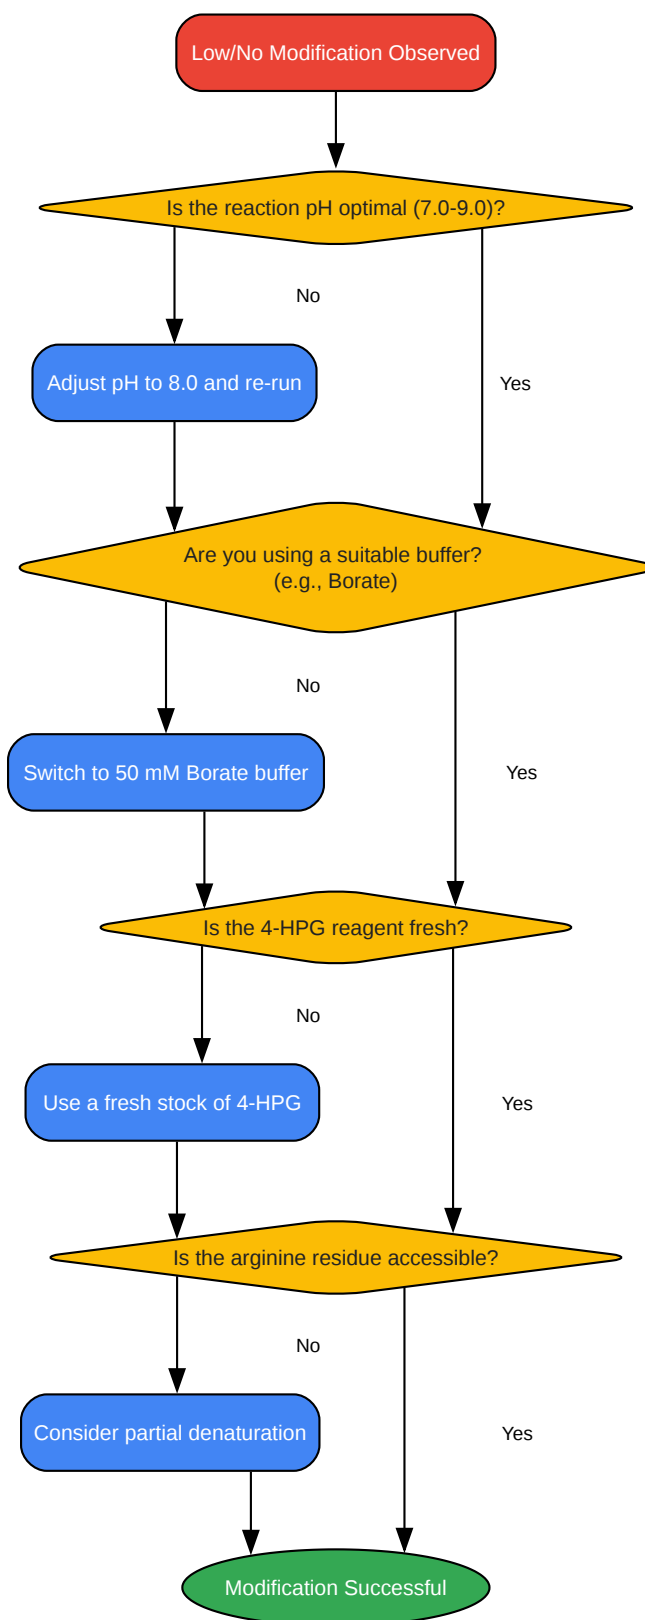 Low/No Modification Observed
Is the reaction pH optimal (7.0-9.0)?
No
Adjust pH to 8.0 and re-run
Yes
Are you using a suitable buffer?
(e.g., Borate)
No
Switch to 50 mM Borate buffer
Yes
Is the 4-HPG reagent fresh?
No
Use a fresh stock of 4-HPG
Yes
Is the arginine residue accessible?
No
Consider partial denaturation
Yes
Modification Successful